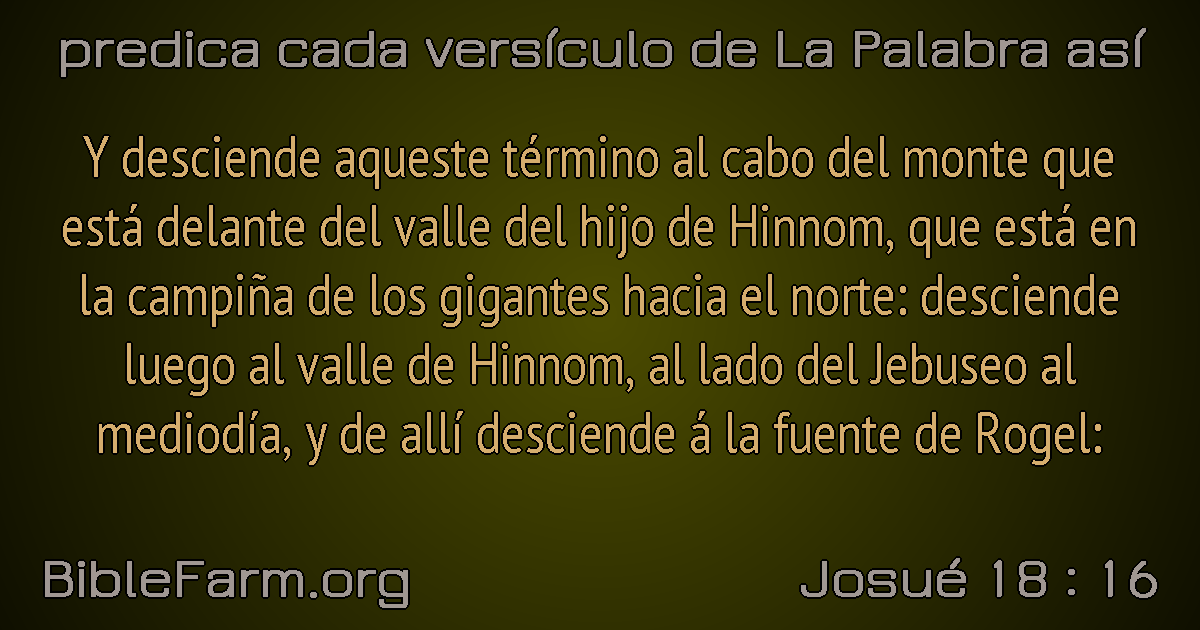 predica cada versículo de La Palabra así
Y desciende aqueste término al cabo del monte que
está delante del valle del hijo de Hinnom, que está en
la campiña de los gigantes hacia el norte: desciende
luego al valle de Hinnom, al lado del Jebuseo al
mediodía, y de allí desciende á la fuente de Rogel:
BibleFarm.org
Josué 18 : 16